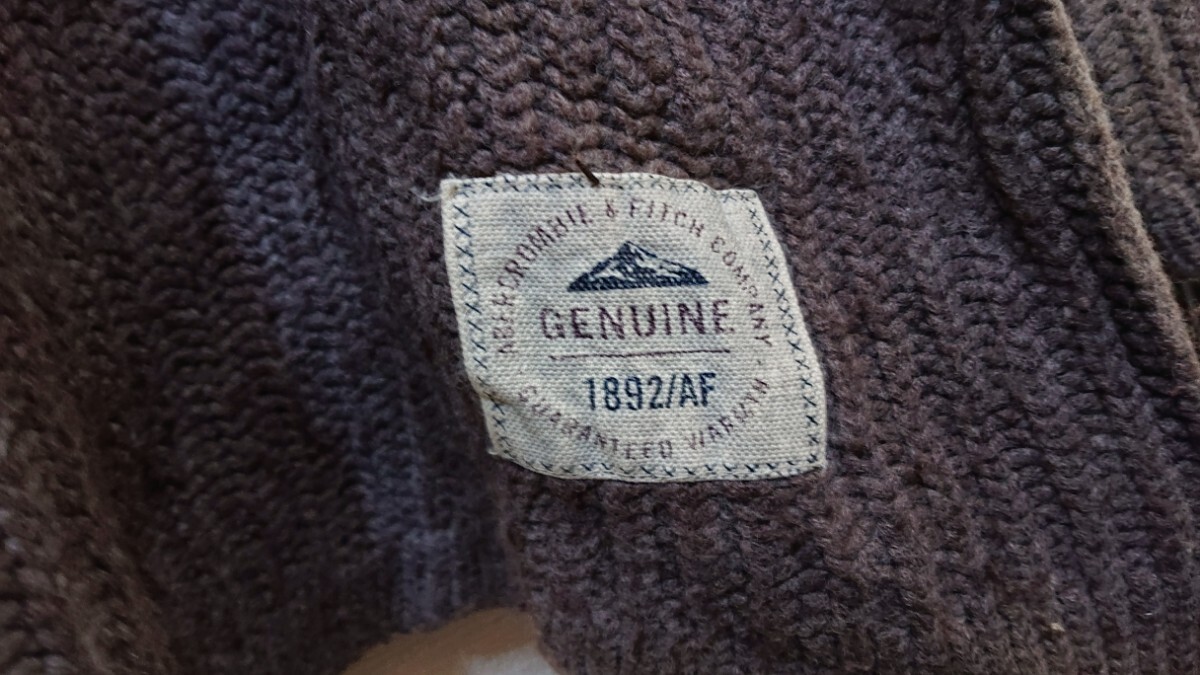 ABERCROMBIE & FITCH COMPANY
GENUINE
1892/AF
GUARANTEED WARMTH